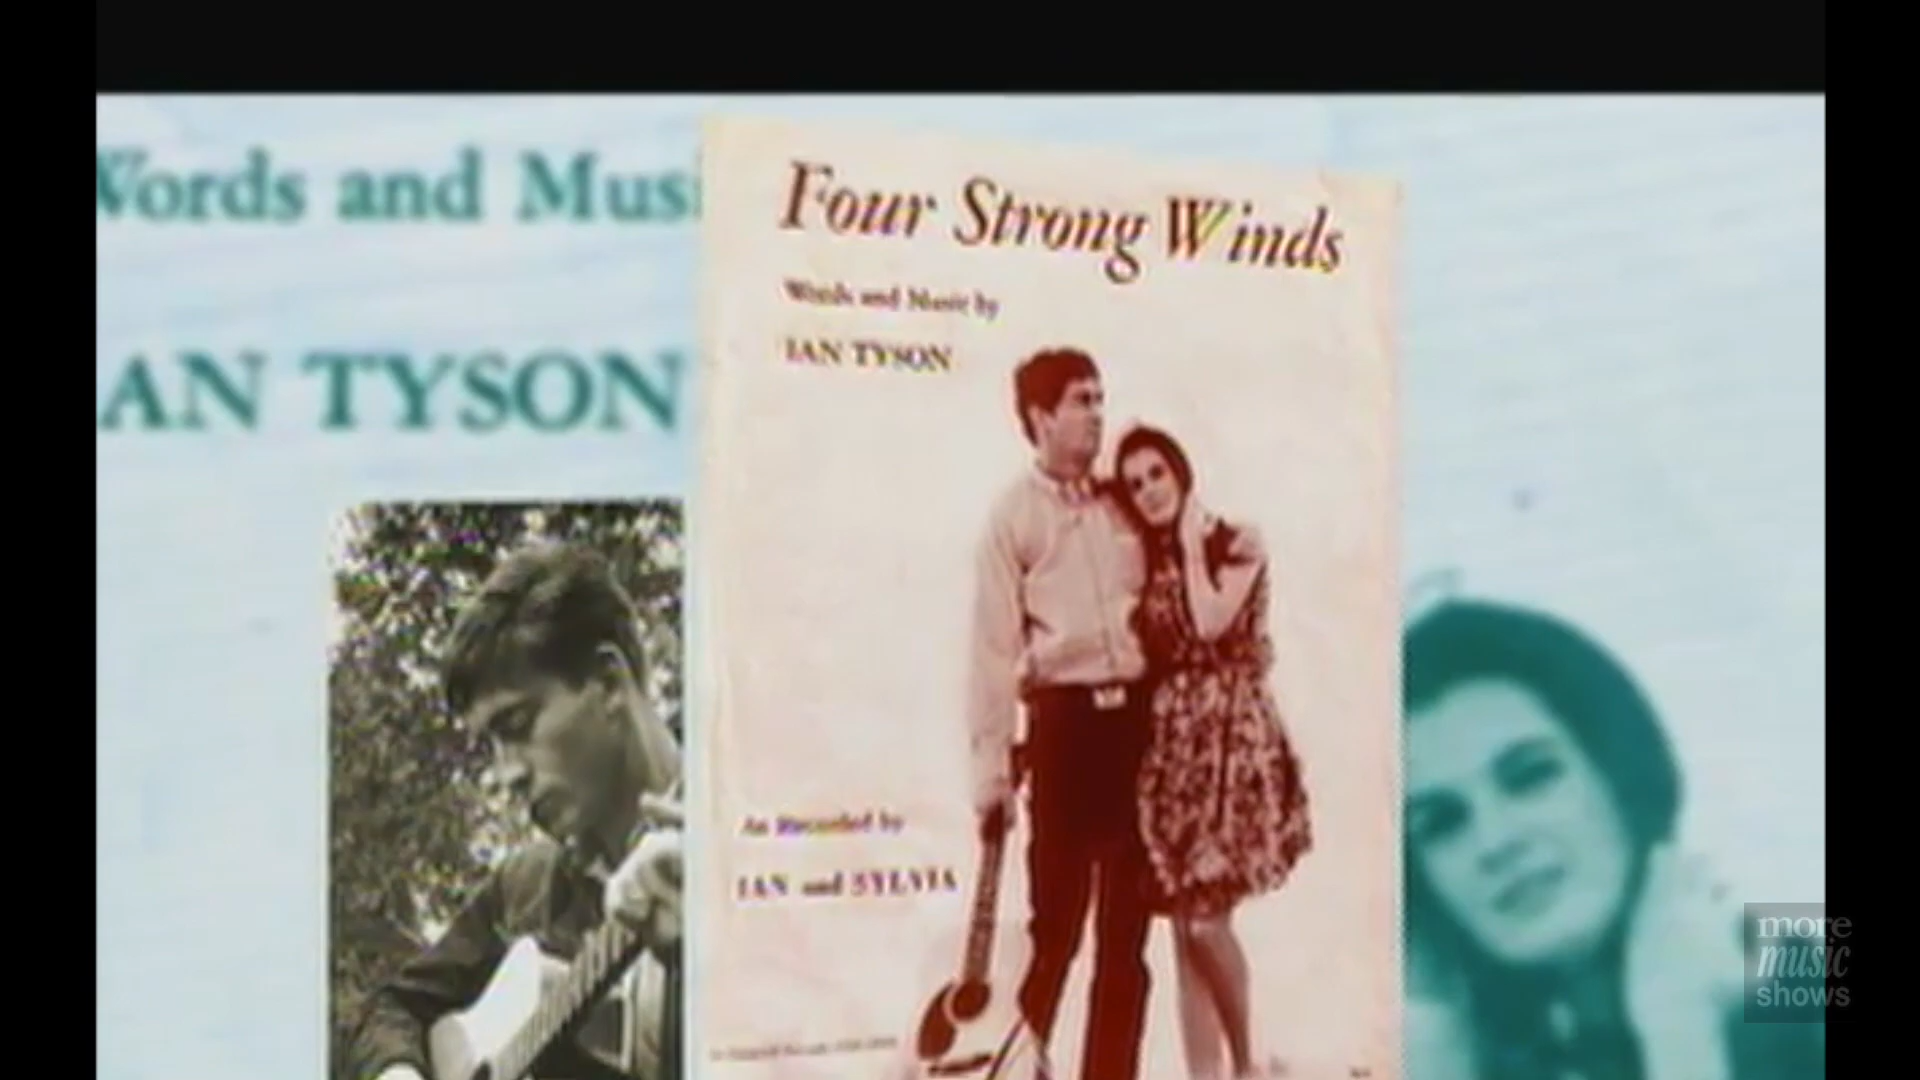 Words and Musi
AN TYSON
Four Strong Winds
Words and Music by
IAN TYSON
As Recorded by
IAN and SYLVIA
more
music
shows